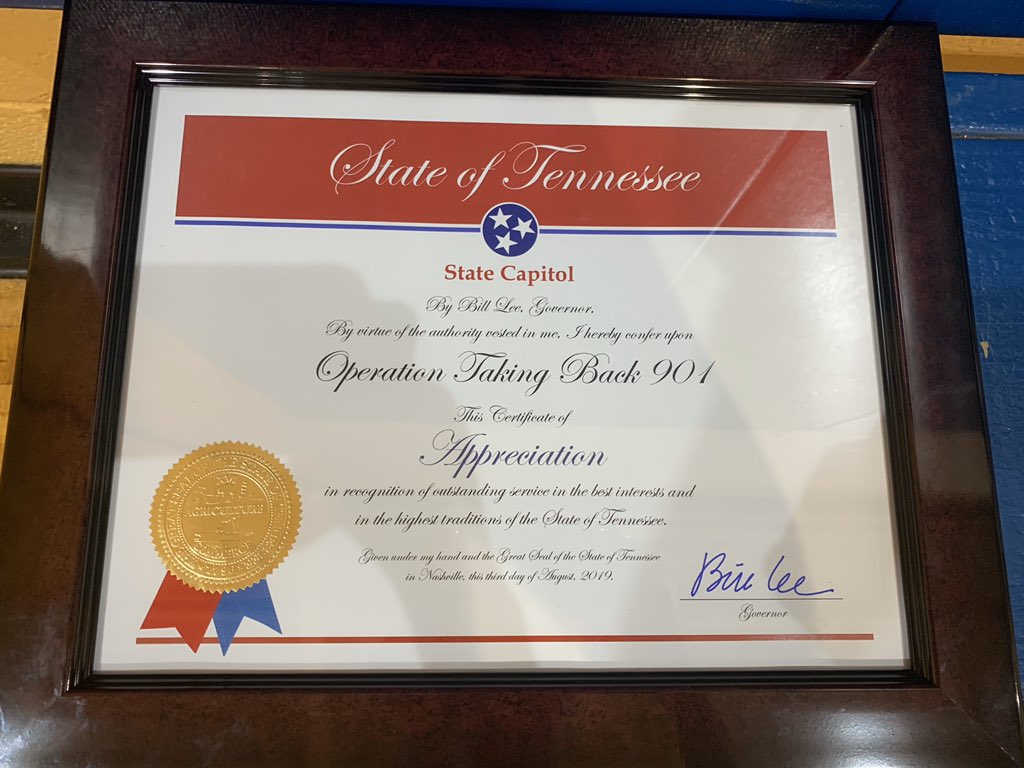 State of Tennessee
State Capitol
By Bill Lee, Governor,
By virtue of the authority vested in me, I hereby confer upon
Operation Taking Back 901
This Certificate of
Appreciation
in recognition of outstanding service in the best interests and
in the highest traditions of the State of Tennessee.
Given under my hand and the Great Seal of the State of Tennessee
in Nashville, this third day of August, 2019.
Bill Lee
Governor
AGRICULTURE